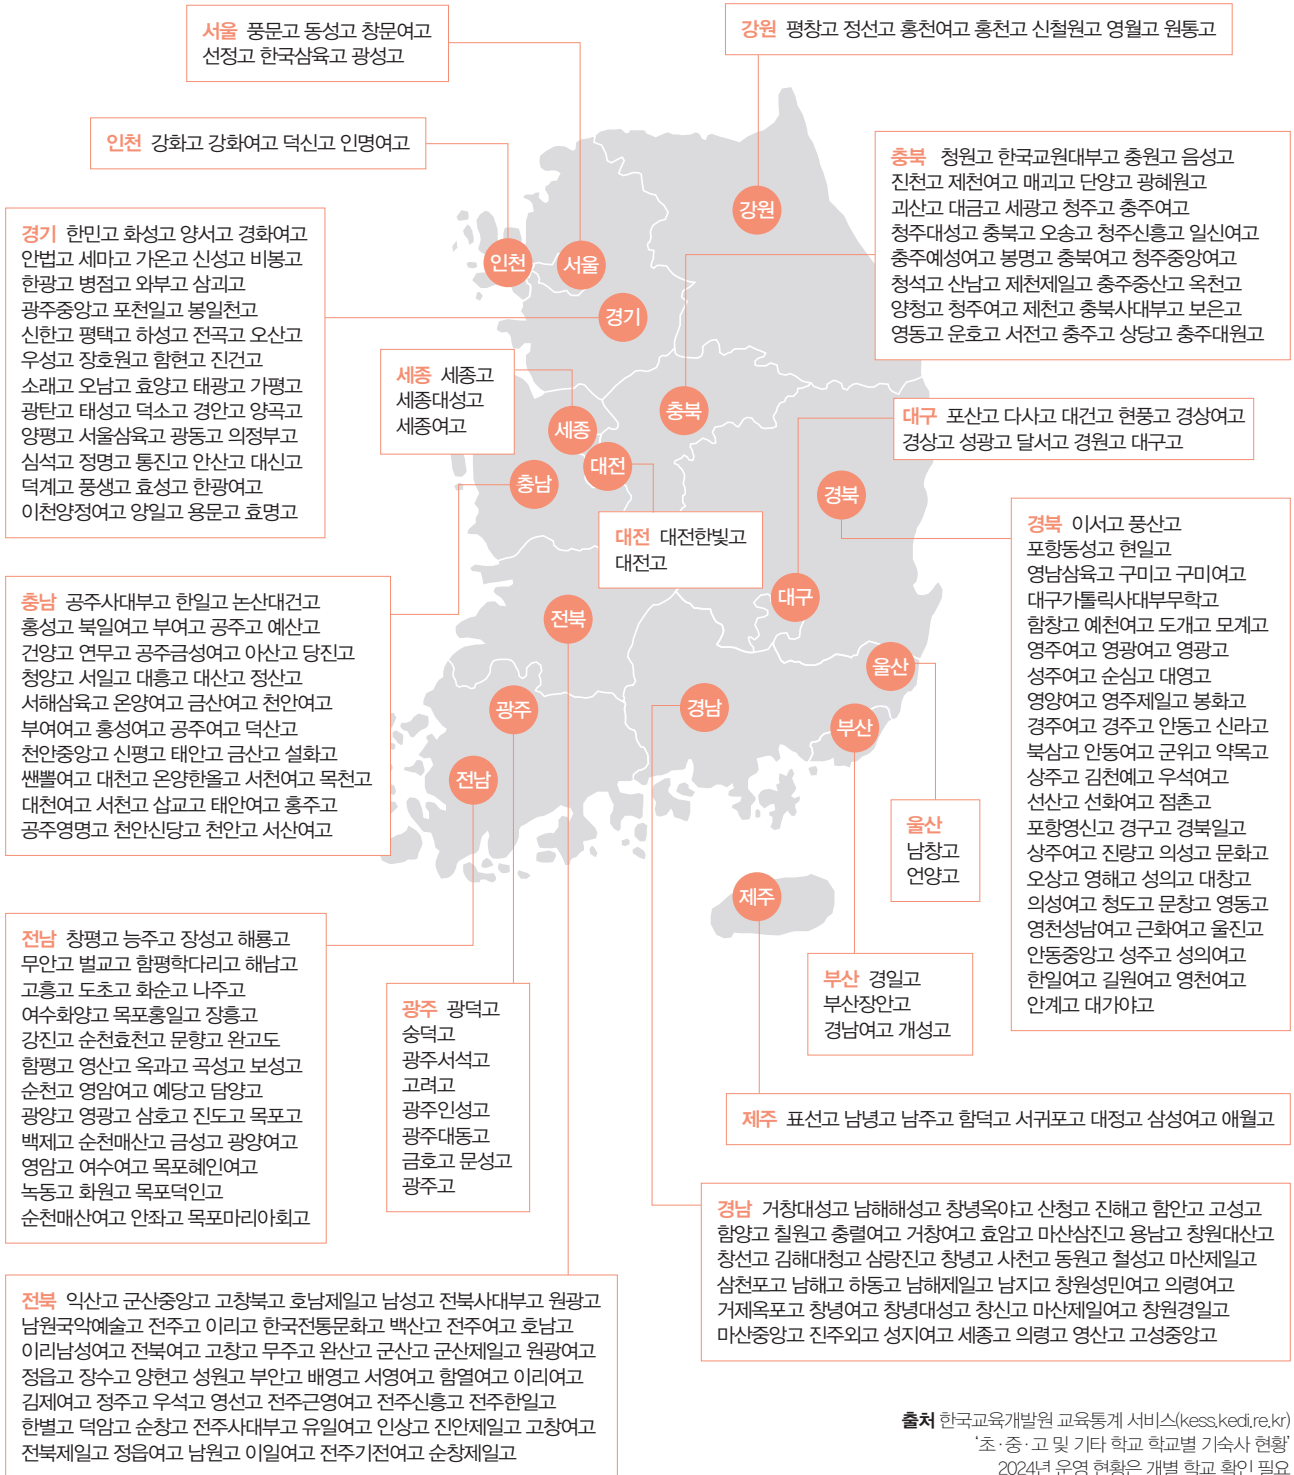 서울 풍문고 동성고 창문여고
선정고 한국삼육고 광성고
강원 평창고 정선고 홍천여고 홍천고 신철원고 영월고 원통고
인천 강화고 강화여고 덕신고 인명여고
충북 청원고 한국교원대부고 충원고 음성고
진천고 제천여고 매괴고 단양고 광혜원고
괴산고 대금고 세광고 청주고 충주여고
청주대성고 충북고 오송고 청주신흥고 일신여고
충주예성여고 봉명고 충북여고 청주중앙여고
청석고 산남고 제천제일고 충주중산고 옥천고
양청고 청주여고 제천고 충북사대부고 보은고
영동고 운호고 서전고 충주고 상당고 충주대원고
경기 한민고 화성고 양서고 경화여고
안법고 세마고 가온고 신성고 비봉고
한광고 병점고 와부고 삼괴고
광주중앙고 포천일고 봉일천고
신한고 평택고 하성고 전곡고 오산고
우성고 장호원고 함현고 진건고
소래고 오남고 효양고 태광고 가평고
광탄고 태성고 덕소고 경안고 양곡고
양평고 서울삼육고 광동고 의정부고
심석고 정명고 통진고 안산고 대신고
덕계고 풍생고 효성고 한광여고
이천양정여고 양일고 용문고 효명고
세종 세종고
세종대성고
세종여고
대구 포산고 다사고 대건고 현풍고 경상여고
경상고 성광고 달서고 경원고 대구고
대전 대전한빛고
대전고
경북 이서고 풍산고
포항동성고 현일고
영남삼육고 구미고 구미여고
대구가톨릭사대부무학고
함창고 예천여고 도개고 모계고
영주여고 영광여고 영광고
성주여고 순심고 대영고
영양여고 영주제일고 봉화고
경주여고 경주고 안동고 신라고
북삼고 안동여고 군위고 약목고
상주고 김천예고 우석여고
선산고 선화여고 점촌고
포항영신고 경구고 경북일고
상주여고 진량고 의성고 문화고
오상고 영해고 성의고 대창고
의성여고 청도고 문창고 영동고
영천성남여고 근화여고 울진고
안동중앙고 성주고 성의여고
한일여고 길원여고 영천여고
안계고 대가야고
충남 공주사대부고 한일고 논산대건고
홍성고 북일여고 부여고 공주고 예산고
건양고 연무고 공주금성여고 아산고 당진고
청양고 서일고 대흥고 대산고 정산고
서해삼육고 온양여고 금산여고 천안여고
부여여고 홍성여고 공주여고 덕산고
천안중앙고 신평고 태안고 금산고 설화고
쌘뽈여고 대천고 온양한올고 서천여고 목천고
대천여고 서천고 삽교고 태안여고 홍주고
공주영명고 천안신당고 천안고 서산여고
강원
인천
서울
경기
세종
대전
충남
충북
경북
대구
전북
울산
광주
경남
부산
전남
제주
울산
남창고
언양고
전남 창평고 능주고 장성고 해룡고
무안고 벌교고 함평학다리고 해남고
고흥고 도초고 화순고 나주고
여수화양고 목포홍일고 장흥고
강진고 순천효천고 문향고 완고도
함평고 영산고 옥과고 곡성고 보성고
순천고 영암여고 예당고 담양고
광양고 영광고 삼호고 진도고 목포고
백제고 순천매산고 금성고 광양여고
영암고 여수여고 목포혜인여고
녹동고 화원고 목포덕인고
순천매산여고 안좌고 목포마리아회고
광주 광덕고
숭덕고
광주서석고
고려고
광주인성고
광주대동고
금호고 문성고
광주고
부산 경일고
부산장안고
경남여고 개성고
제주 표선고 남녕고 남주고 함덕고 서귀포고 대정고 삼성여고 애월고
경남 거창대성고 남해해성고 창녕옥야고 산청고 진해고 함안고 고성고
함양고 칠원고 충렬여고 거창여고 효암고 마산삼진고 용남고 창원대산고
창선고 김해대청고 삼랑진고 창녕고 사천고 동원고 철성고 마산제일고
삼천포고 남해고 하동고 남해제일고 남지고 창원성민여고 의령여고
거제옥포고 창녕여고 창녕대성고 창신고 마산제일여고 창원경일고
마산중앙고 진주외고 성지여고 세종고 의령고 영산고 고성중앙고
전북 익산고 군산중앙고 고창북고 호남제일고 남성고 전북사대부고 원광고
남원국악예술고 전주고 이리고 한국전통문화고 백산고 전주여고 호남고
이리남성여고 전북여고 고창고 무주고 완산고 군산고 군산제일고 원광여고
정읍고 장수고 양현고 성원고 부안고 배영고 서영여고 함열여고 이리여고
김제여고 정주고 우석고 영선고 전주근영여고 전주신흥고 전주한일고
한별고 덕암고 순창고 전주사대부고 유일여고 인상고 진안제일고 고창여고
전북제일고 정읍여고 남원고 이일여고 전주기전여고 순창제일고
출처 한국교육개발원 교육통계 서비스(kess.kedi.re.kr)
‘초·중·고 및 기타 학교 학교별 기숙사 현황’
2024년 운영 현황은 개별 학교 확인 필요